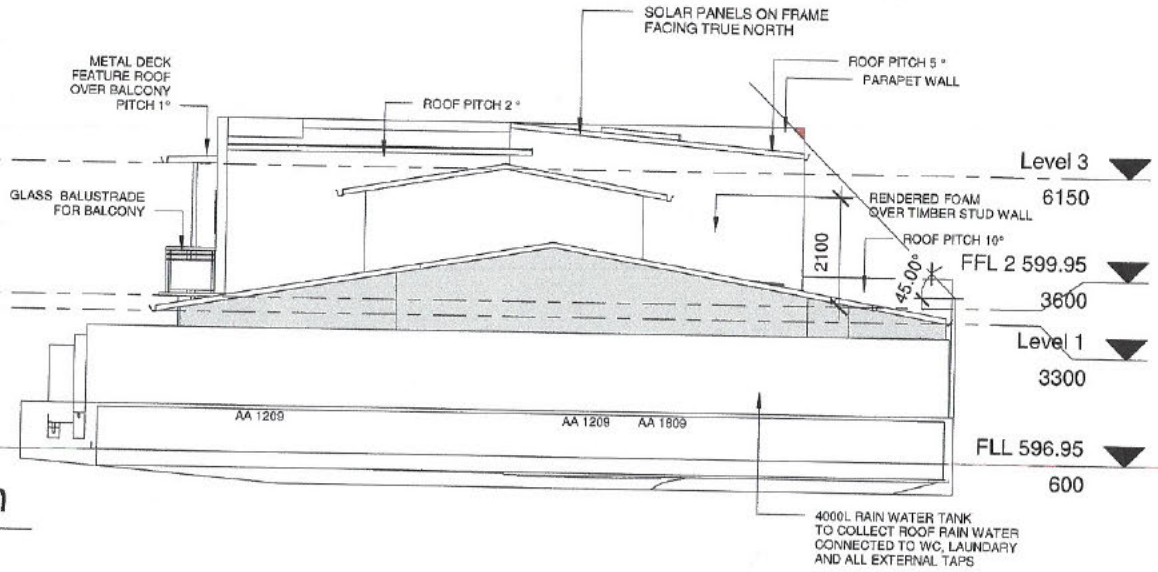 SOLAR PANELS ON FRAME
FACING TRUE NORTH
METAL DECK
FEATURE ROOF
OVER BALCONY
PITCH 1°
ROOF PITCH 2°
ROOF PITCH 5°
PARAPET WALL
Level 3
6150
GLASS BALUSTRADE
FOR BALCONY
RENDERED FOAM
OVER TIMBER STUD WALL
ROOF PITCH 10°
2100
45.00°
FFL 2 599.95
3600
Level 1
3300
AA 1209
AA 1209
AA 1809
FLL 596.95
600
4000L RAIN WATER TANK
TO COLLECT ROOF RAIN WATER
CONNECTED TO WC, LAUNDARY
AND ALL EXTERNAL TAPS